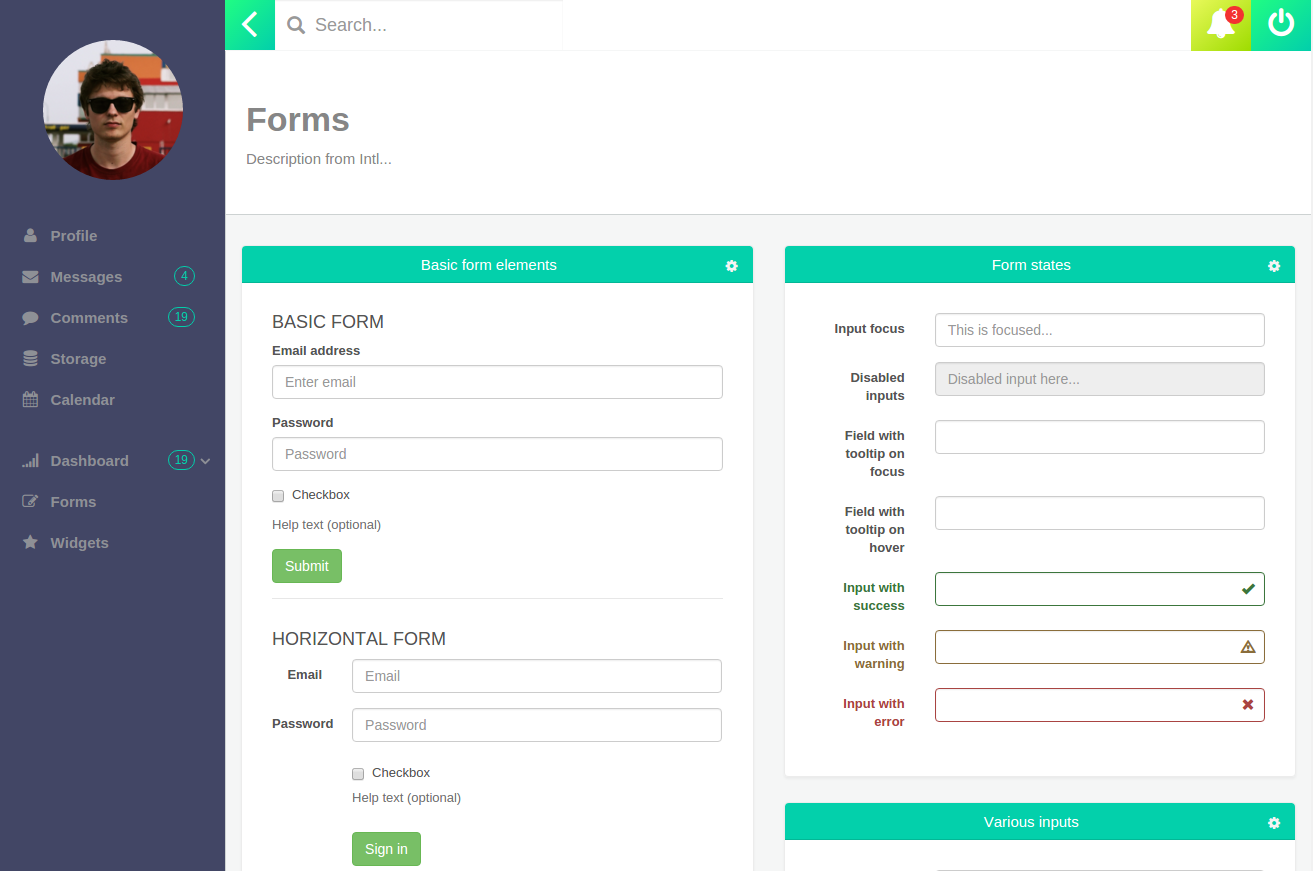 Search...
3
Forms
Description from Intl...
Profile
Messages 4
Comments 19
Storage
Calendar
Dashboard 19
Forms
Widgets
Basic form elements
BASIC FORM
Email address
Enter email
Password
Password
Checkbox
Help text (optional)
Submit
HORIZONTAL FORM
Email Email
Password Password
Checkbox
Help text (optional)
Sign in
Form states
Input focus This is focused...
Disabled Disabled input here...
inputs
Field with
tooltip on
focus
Field with
tooltip on
hover
Input with
success
Input with
warning
Input with
error
Various inputs